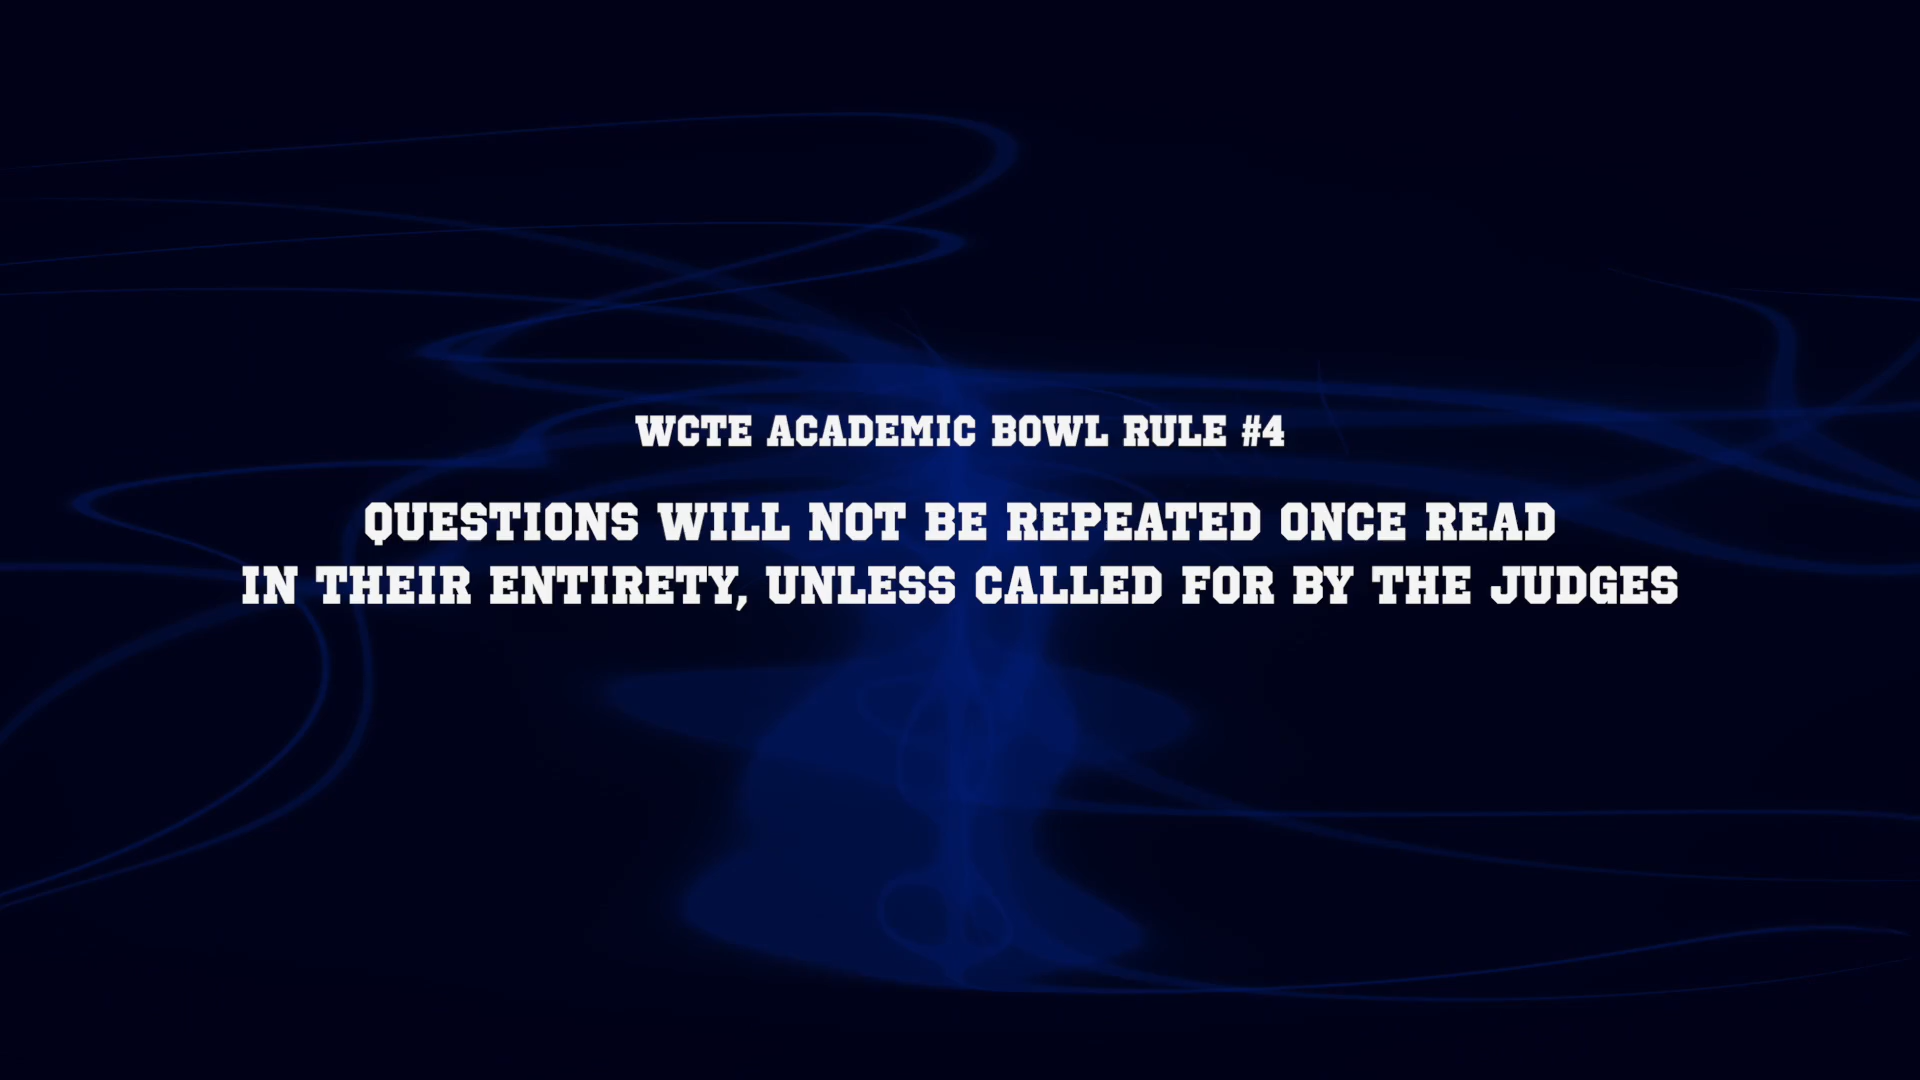 WCTE ACADEMIC BOWL RULE #4
QUESTIONS WILL NOT BE REPEATED ONCE READ
IN THEIR ENTIRETY, UNLESS CALLED FOR BY THE JUDGES